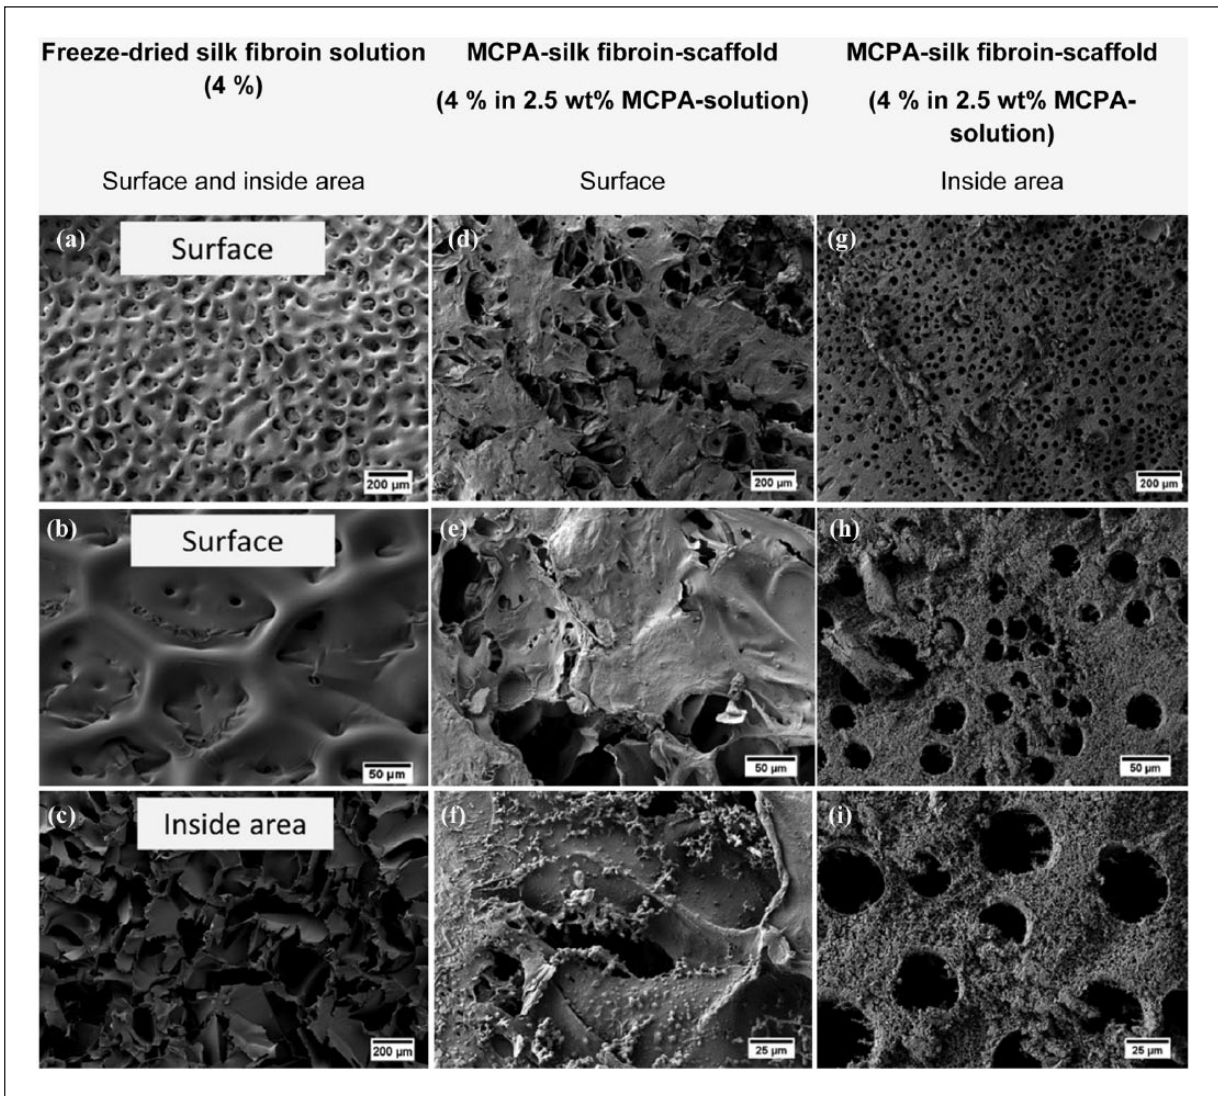 Freeze-dried silk fibroin solution
(4 %)
Surface and inside area
MCPA-silk fibroin-scaffold
(4 % in 2.5 wt% MCPA-solution)
Surface
MCPA-silk fibroin-scaffold
(4 % in 2.5 wt% MCPA-
solution)
Inside area
(a)
Surface
200 µm
(d)
200 µm
(g)
200 µm
(b)
Surface
50 µm
(e)
50 µm
(h)
50 µm
(c)
Inside area
200 µm
(f)
25 µm
(i)
25 µm